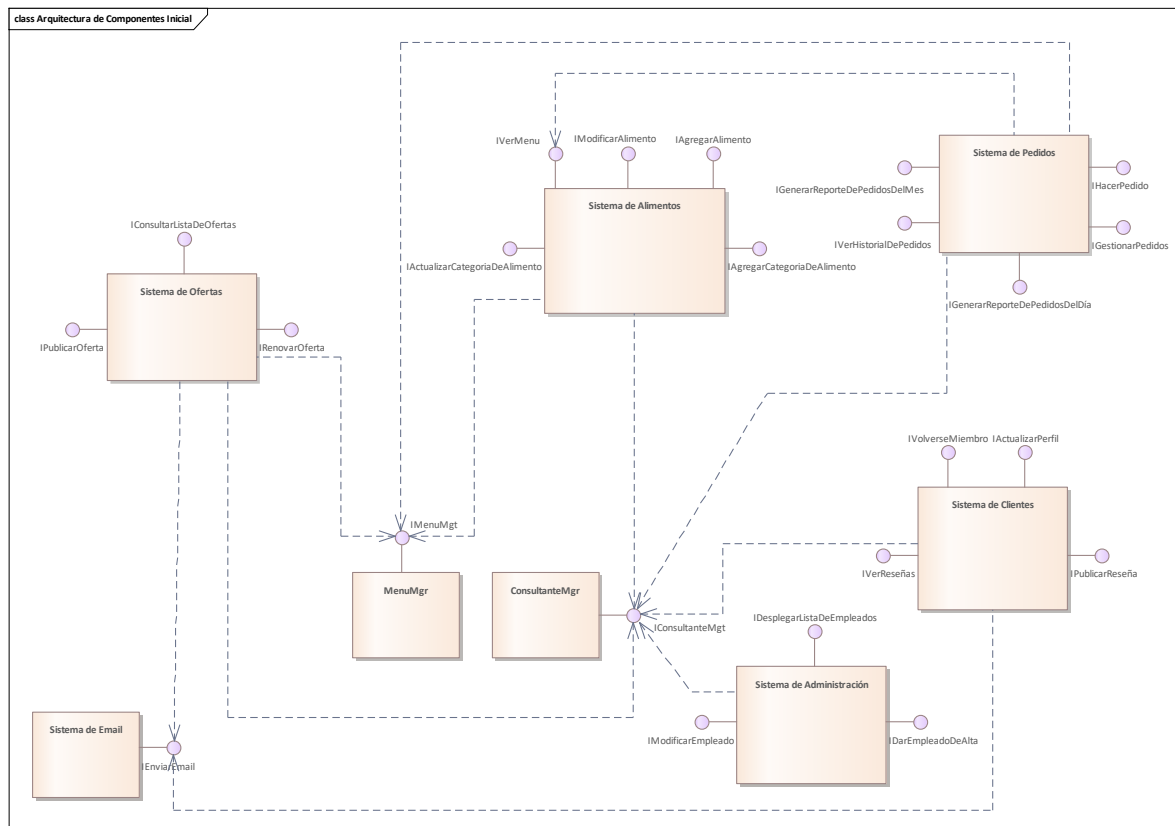 class Arquitectura de Componentes Inicial
IVerMenu
IModificarAlimento
IAgregarAlimento
Sistema de Alimentos
IActualizarCategoriaDeAlimento
IAgregarCategoriaDeAlimento
Sistema de Pedidos
IGenerarReporteDePedidosDelMes
IHacerPedido
IVerHistorialDePedidos
IGestionarPedidos
IGenerarReporteDePedidosDelDía
IConsultarListaDeOfertas
Sistema de Ofertas
IPublicarOferta
IRenovarOferta
IMenuMgt
MenuMgr
ConsultanteMgr
IConsultanteMgt
IVolverseMiembro
IActualizarPerfil
Sistema de Clientes
IVerReseñas
IPublicarReseña
IDesplegarListaDeEmpleados
Sistema de Administración
IModificarEmpleado
IDarEmpleadoDeAlta
Sistema de Email
IEnviarEmail